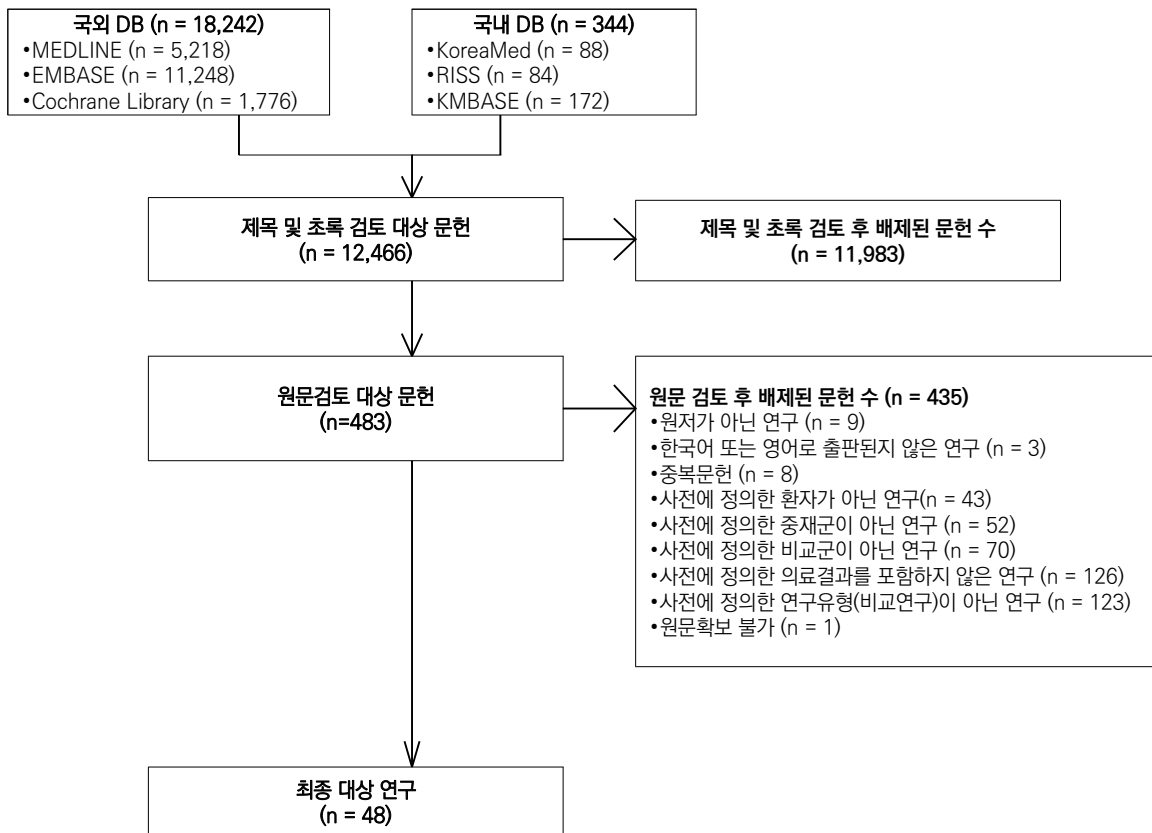 국외 DB (n = 18,242)
•MEDLINE (n = 5,218)
•EMBASE (n = 11,248)
•Cochrane Library (n = 1,776)
국내 DB (n = 344)
•KoreaMed (n = 88)
•RISS (n = 84)
•KMBASE (n = 172)
제목 및 초록 검토 대상 문헌
(n = 12,466)
제목 및 초록 검토 후 배제된 문헌 수
(n = 11,983)
원문검토 대상 문헌
(n=483)
원문 검토 후 배제된 문헌 수 (n = 435)
•원저가 아닌 연구 (n = 9)
•한국어 또는 영어로 출판되지 않은 연구 (n = 3)
•중복문헌 (n = 8)
•사전에 정의한 환자가 아닌 연구(n = 43)
•사전에 정의한 중재군이 아닌 연구 (n = 52)
•사전에 정의한 비교군이 아닌 연구 (n = 70)
•사전에 정의한 의료결과를 포함하지 않은 연구 (n = 126)
•사전에 정의한 연구유형(비교연구)이 아닌 연구 (n = 123)
•원문확보 불가 (n = 1)
최종 대상 연구
(n = 48)